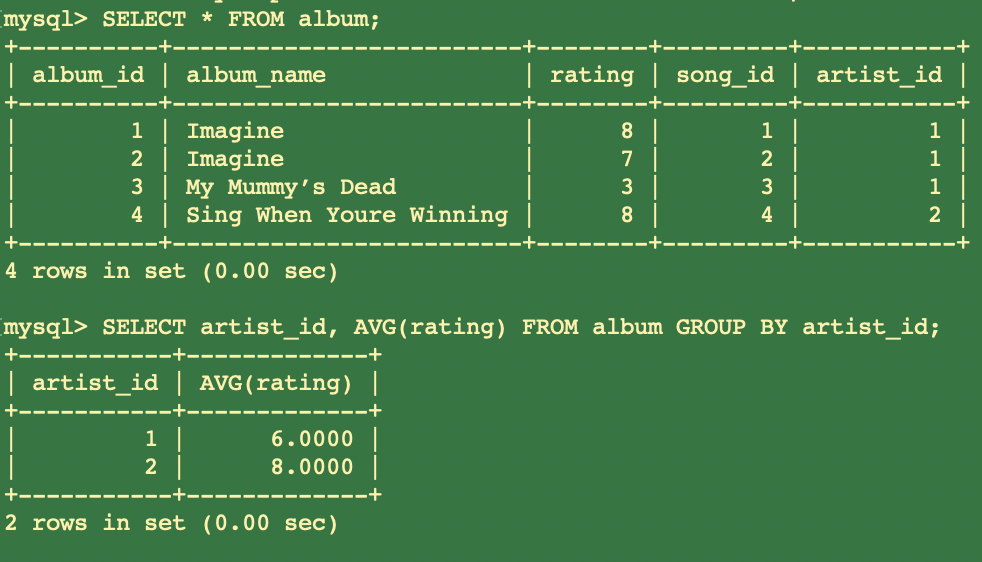 mysql> SELECT * FROM album;
+-----------+-------------------------+--------+---------+-----------+
| album_id | album_name | rating | song_id | artist_id |
+-----------+-------------------------+--------+---------+-----------+
| 1 | Imagine | 8 | 1 | 1 |
| 2 | Imagine | 7 | 2 | 1 |
| 3 | My Mummy’s Dead | 3 | 3 | 1 |
| 4 | Sing When Youre Winning | 8 | 4 | 2 |
+-----------+-------------------------+--------+---------+-----------+
4 rows in set (0.00 sec)
mysql> SELECT artist_id, AVG(rating) FROM album GROUP BY artist_id;
+-----------+-------------+
| artist_id | AVG(rating) |
+-----------+-------------+
| 1 | 6.0000 |
| 2 | 8.0000 |
+-----------+-------------+
2 rows in set (0.00 sec)